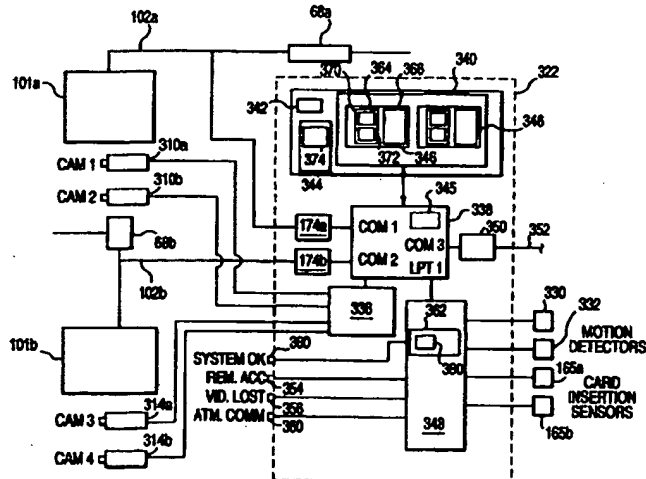 102a
68a
101a
370
364
366
340
322
342
346
374
372
346
344
CAM 1
310a
CAM 2
310b
345
338
174a
COM 1
COM 3
350
352
174b
COM 2
LPT 1
68b
102b
336
362
330
332
MOTION
DETECTORS
101b
360
SYSTEM OK
380
REM. ACC
354
165a
CARD
INSERTION
SENSORS
VID. LOST
356
ATM. COMM
360
348
165b
314a
CAM 3
314b
CAM 4